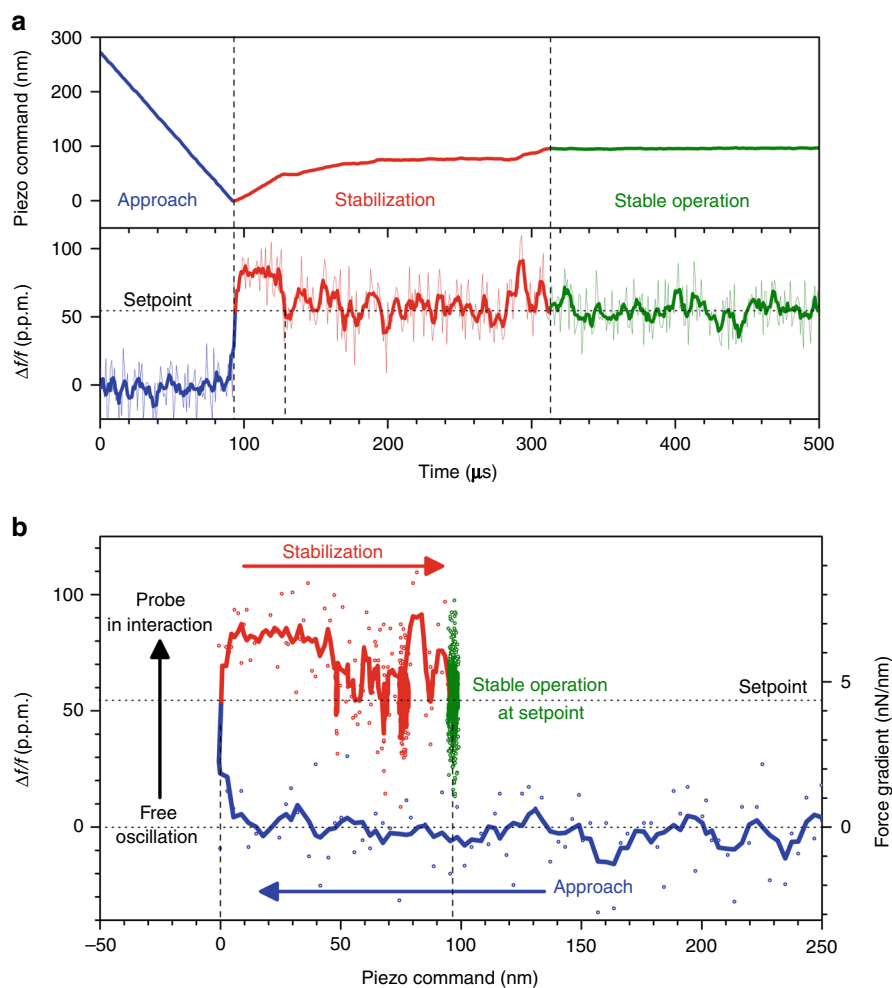 a
Piezo command (nm)
300
200
100
0
Approach
Stabilization
Stable operation
Δf/f (p.p.m.)
100
50
0
Setpoint
0
100
200
300
400
500
Time (μs)
b
Δf/f (p.p.m.)
100
50
0
Stabilization
Probe
in interaction
Free
oscillation
Stable operation
at setpoint
Setpoint
Approach
5
0
Force gradient (nN/nm)
−50
0
50
100
150
200
250
Piezo command (nm)